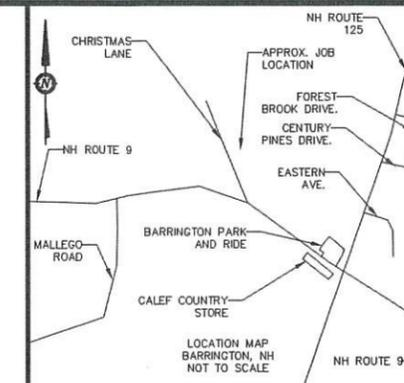 NH ROUTE
125
CHRISTMAS
LANE
APPROX. JOB
LOCATION
N
FOREST
BROOK DRIVE.
CENTURY
PINES DRIVE.
NH ROUTE 9
EASTERN
AVE.
MALLEGO
ROAD
BARRINGTON PARK
AND RIDE
CALEF COUNTRY
STORE
LOCATION MAP
BARRINGTON, NH
NOT TO SCALE
NH ROUTE 9